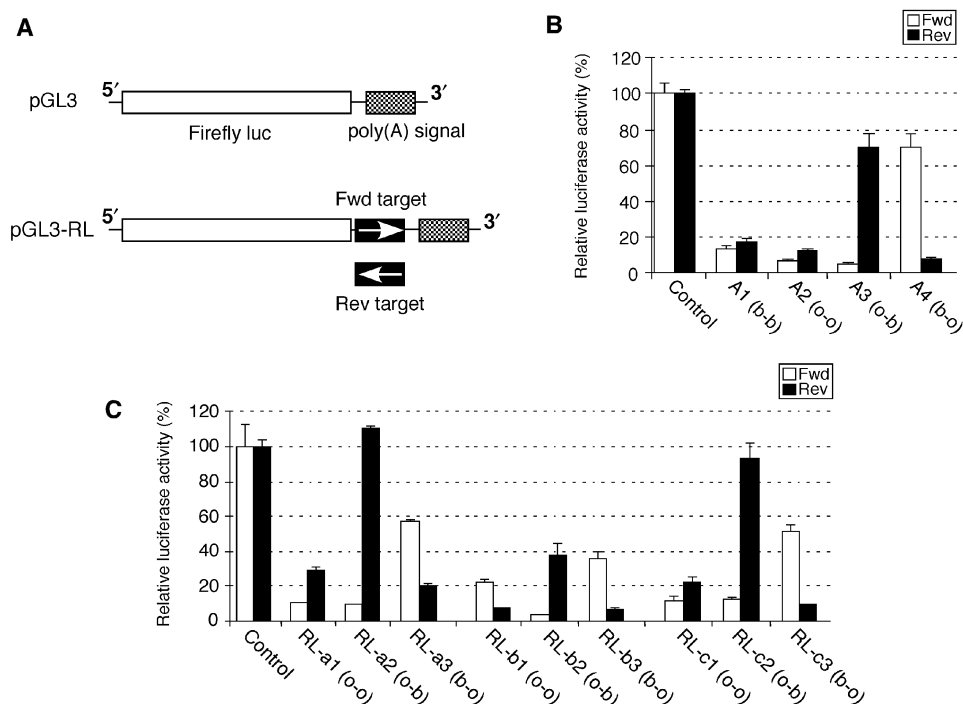 A
pGL3
5′
3′
Firefly luc
poly(A) signal
Fwd target
pGL3-RL
5′
3′
Rev target
B
Fwd
Rev
Relative luciferase activity (%)
120
100
80
60
40
20
0
Control
A1 (b-b)
A2 (o-o)
A3 (o-b)
A4 (b-o)
C
Fwd
Rev
Relative luciferase activity (%)
120
100
80
60
40
20
0
Control
RL-a1 (o-o)
RL-a2 (o-b)
RL-a3 (b-o)
RL-b1 (o-o)
RL-b2 (o-b)
RL-b3 (b-o)
RL-c1 (o-o)
RL-c2 (o-b)
RL-c3 (b-o)